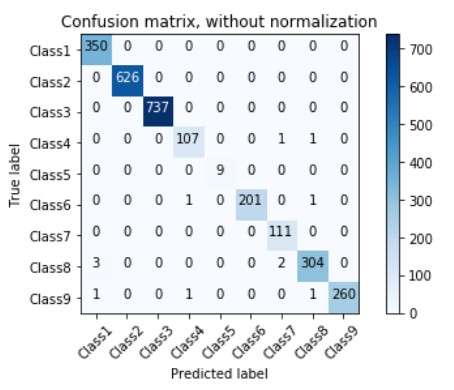 Confusion matrix, without normalization
Class1 350 0 0 0 0 0 0 0 0
Class2 0 626 0 0 0 0 0 0 0
Class3 0 0 737 0 0 0 0 0 0
Class4 0 0 0 107 0 0 1 1 0
Class5 0 0 0 0 9 0 0 0 0
Class6 0 0 0 1 0 201 0 1 0
Class7 0 0 0 0 0 0 111 0 0
Class8 3 0 0 0 0 0 2 304 0
Class9 1 0 0 1 0 0 0 1 260
True label
Class1 Class2 Class3 Class4 Class5 Class6 Class7 Class8 Class9
Predicted label
700
600
500
400
300
200
100
0